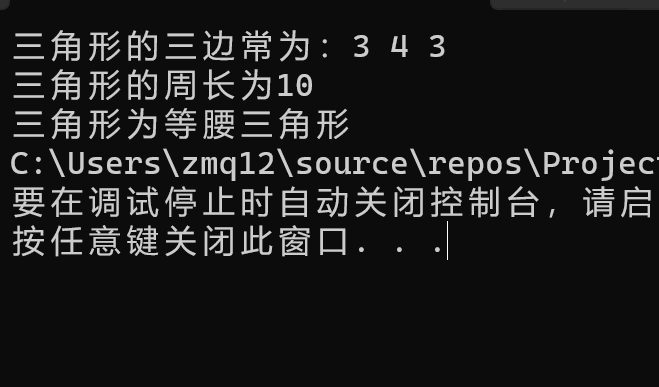 三角形的三边常为：3 4 3
三角形的周长为10
三角形为等腰三角形
C:\Users\zmq12\source\repos\Project
要在调试停止时自动关闭控制台，请启
按任意键关闭此窗口. . .